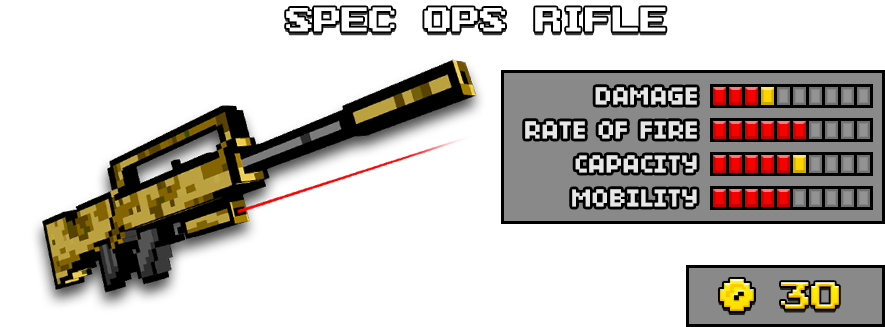 SPEC OPS RIFLE
DAMAGE
RATE OF FIRE
CAPACITY
MOBILITY
30